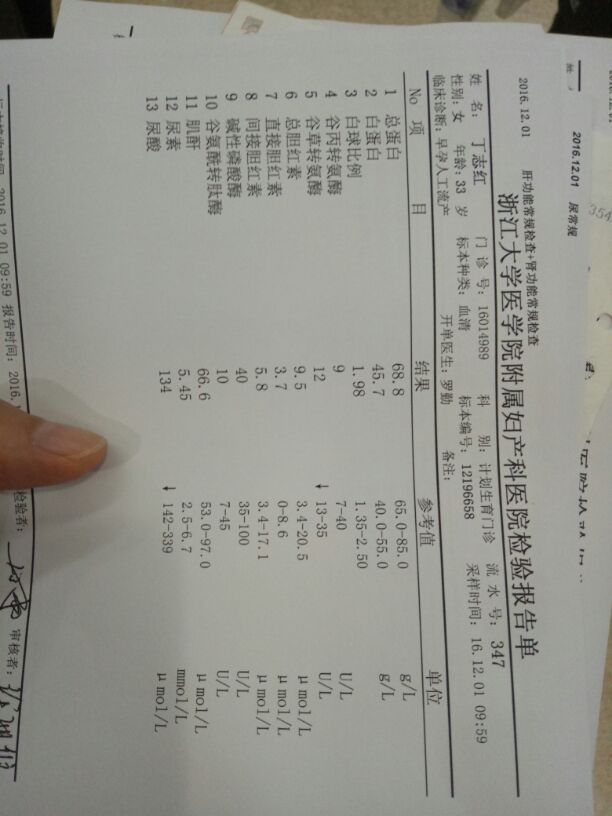 2016.12.01 尿常规
2016.12.01 肝功能常规检查+肾功能常规检查
浙江大学医学院附属妇产科医院检验报告单
姓 名: 丁志红 门 诊 号: 16014989 科 别: 计划生育门诊 流 水 号: 347
性别: 女 年龄: 33 岁 标本种类: 血清 标本编号: 12196658 采样时间: 16.12.01 09:59
临床诊断: 早孕人工流产 开单医生: 罗勤 备注:
No 项 目 结果 参考值 单位
1 总蛋白 68.8 65.0-85.0 g/L
2 白蛋白 45.7 40.0-55.0 g/L
3 白球比例 1.98 1.35-2.50
4 谷丙转氨酶 9 7-40 U/L
5 谷草转氨酶 12 ↓ 13-35 U/L
6 总胆红素 9.5 3.4-20.5 μmol/L
7 直接胆红素 3.7 0-8.6 μmol/L
8 间接胆红素 5.8 3.4-17.1 μmol/L
9 碱性磷酸酶 40 35-100 U/L
10 谷氨酰转肽酶 10 7-45 U/L
11 肌酐 66.6 53.0-97.0 μmol/L
12 尿素 5.45 2.5-6.7 mmol/L
13 尿酸 134 ↓ 142-339 μmol/L
时间: 2016.12.01 09:59 报告时间: 2016. 检验者: 审核者: